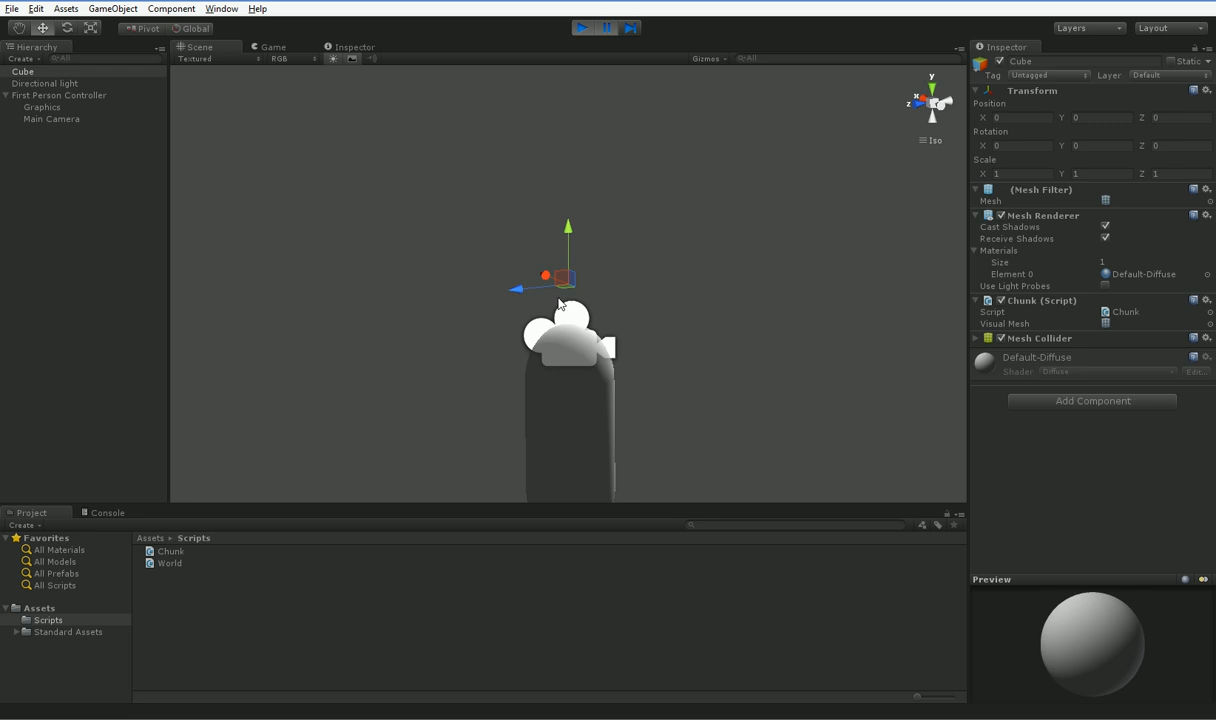 File Edit Assets GameObject Component Window Help
Pivot Global Layers Layout
Hierarchy Scene Game Inspector Inspector
Create All Textured RGB Gizmos All
Cube
Directional light
First Person Controller
Graphics
Main Camera
y
x
z
Iso
Cube Static
Tag Untagged Layer Default
Transform
Position
X 0 Y 0 Z 0
Rotation
X 0 Y 0 Z 0
Scale
X 1 Y 1 Z 1
(Mesh Filter)
Mesh
Mesh Renderer
Cast Shadows
Receive Shadows
Materials
Size 1
Element 0 Default-Diffuse
Use Light Probes
Chunk (Script)
Script Chunk
Visual Mesh
Mesh Collider
Default-Diffuse
Shader Diffuse Edit...
Add Component
Project Console
Create
Favorites
All Materials
All Models
All Prefabs
All Scripts
Assets
Scripts
Standard Assets
Assets Scripts
Chunk
World
Preview